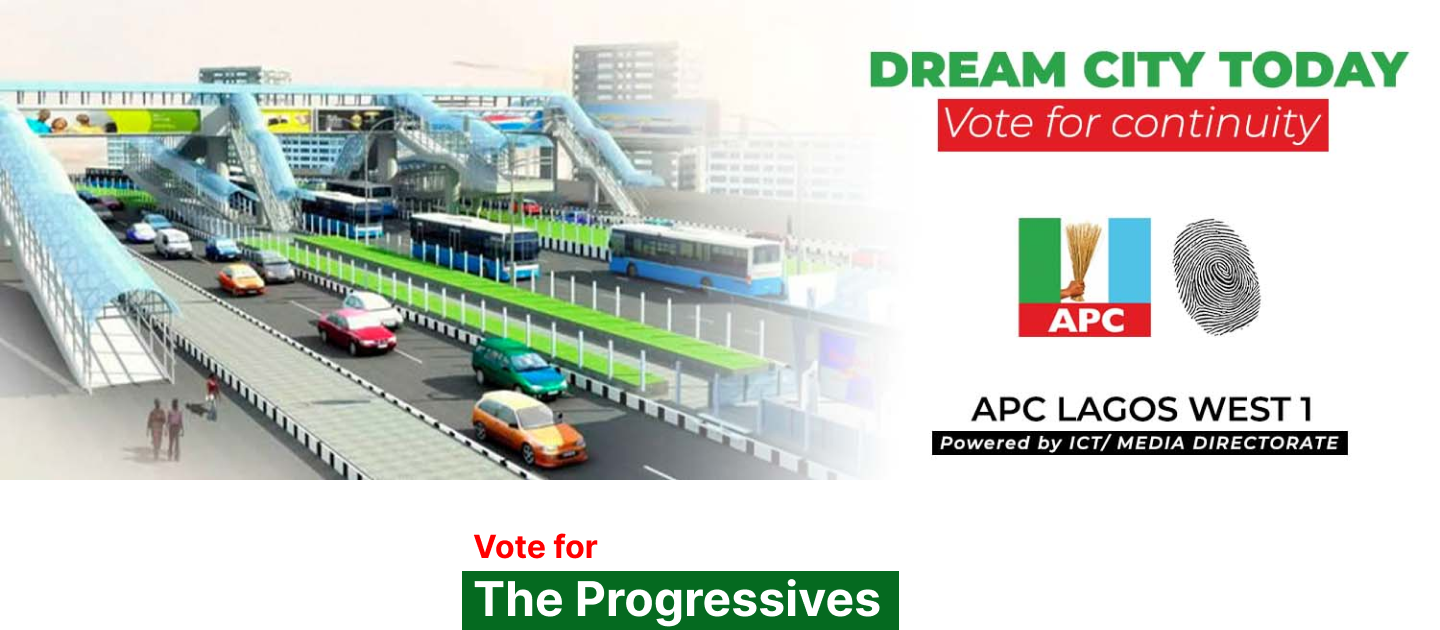 DREAM CITY TODAY
Vote for continuity
APC
APC LAGOS WEST 1
Powered by ICT/ MEDIA DIRECTORATE
Vote for
The Progressives